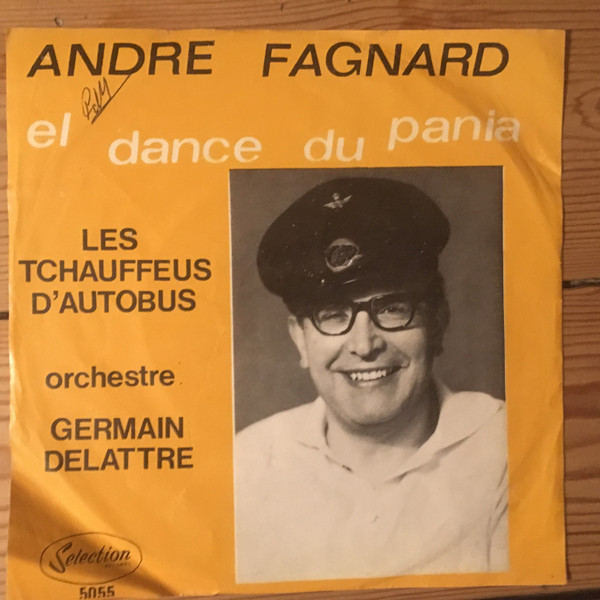 ANDRE FAGNARD
el dance du pania
LES
TCHAUFFEUS
D'AUTOBUS
orchestre
GERMAIN
DELATTRE
Selection
5055